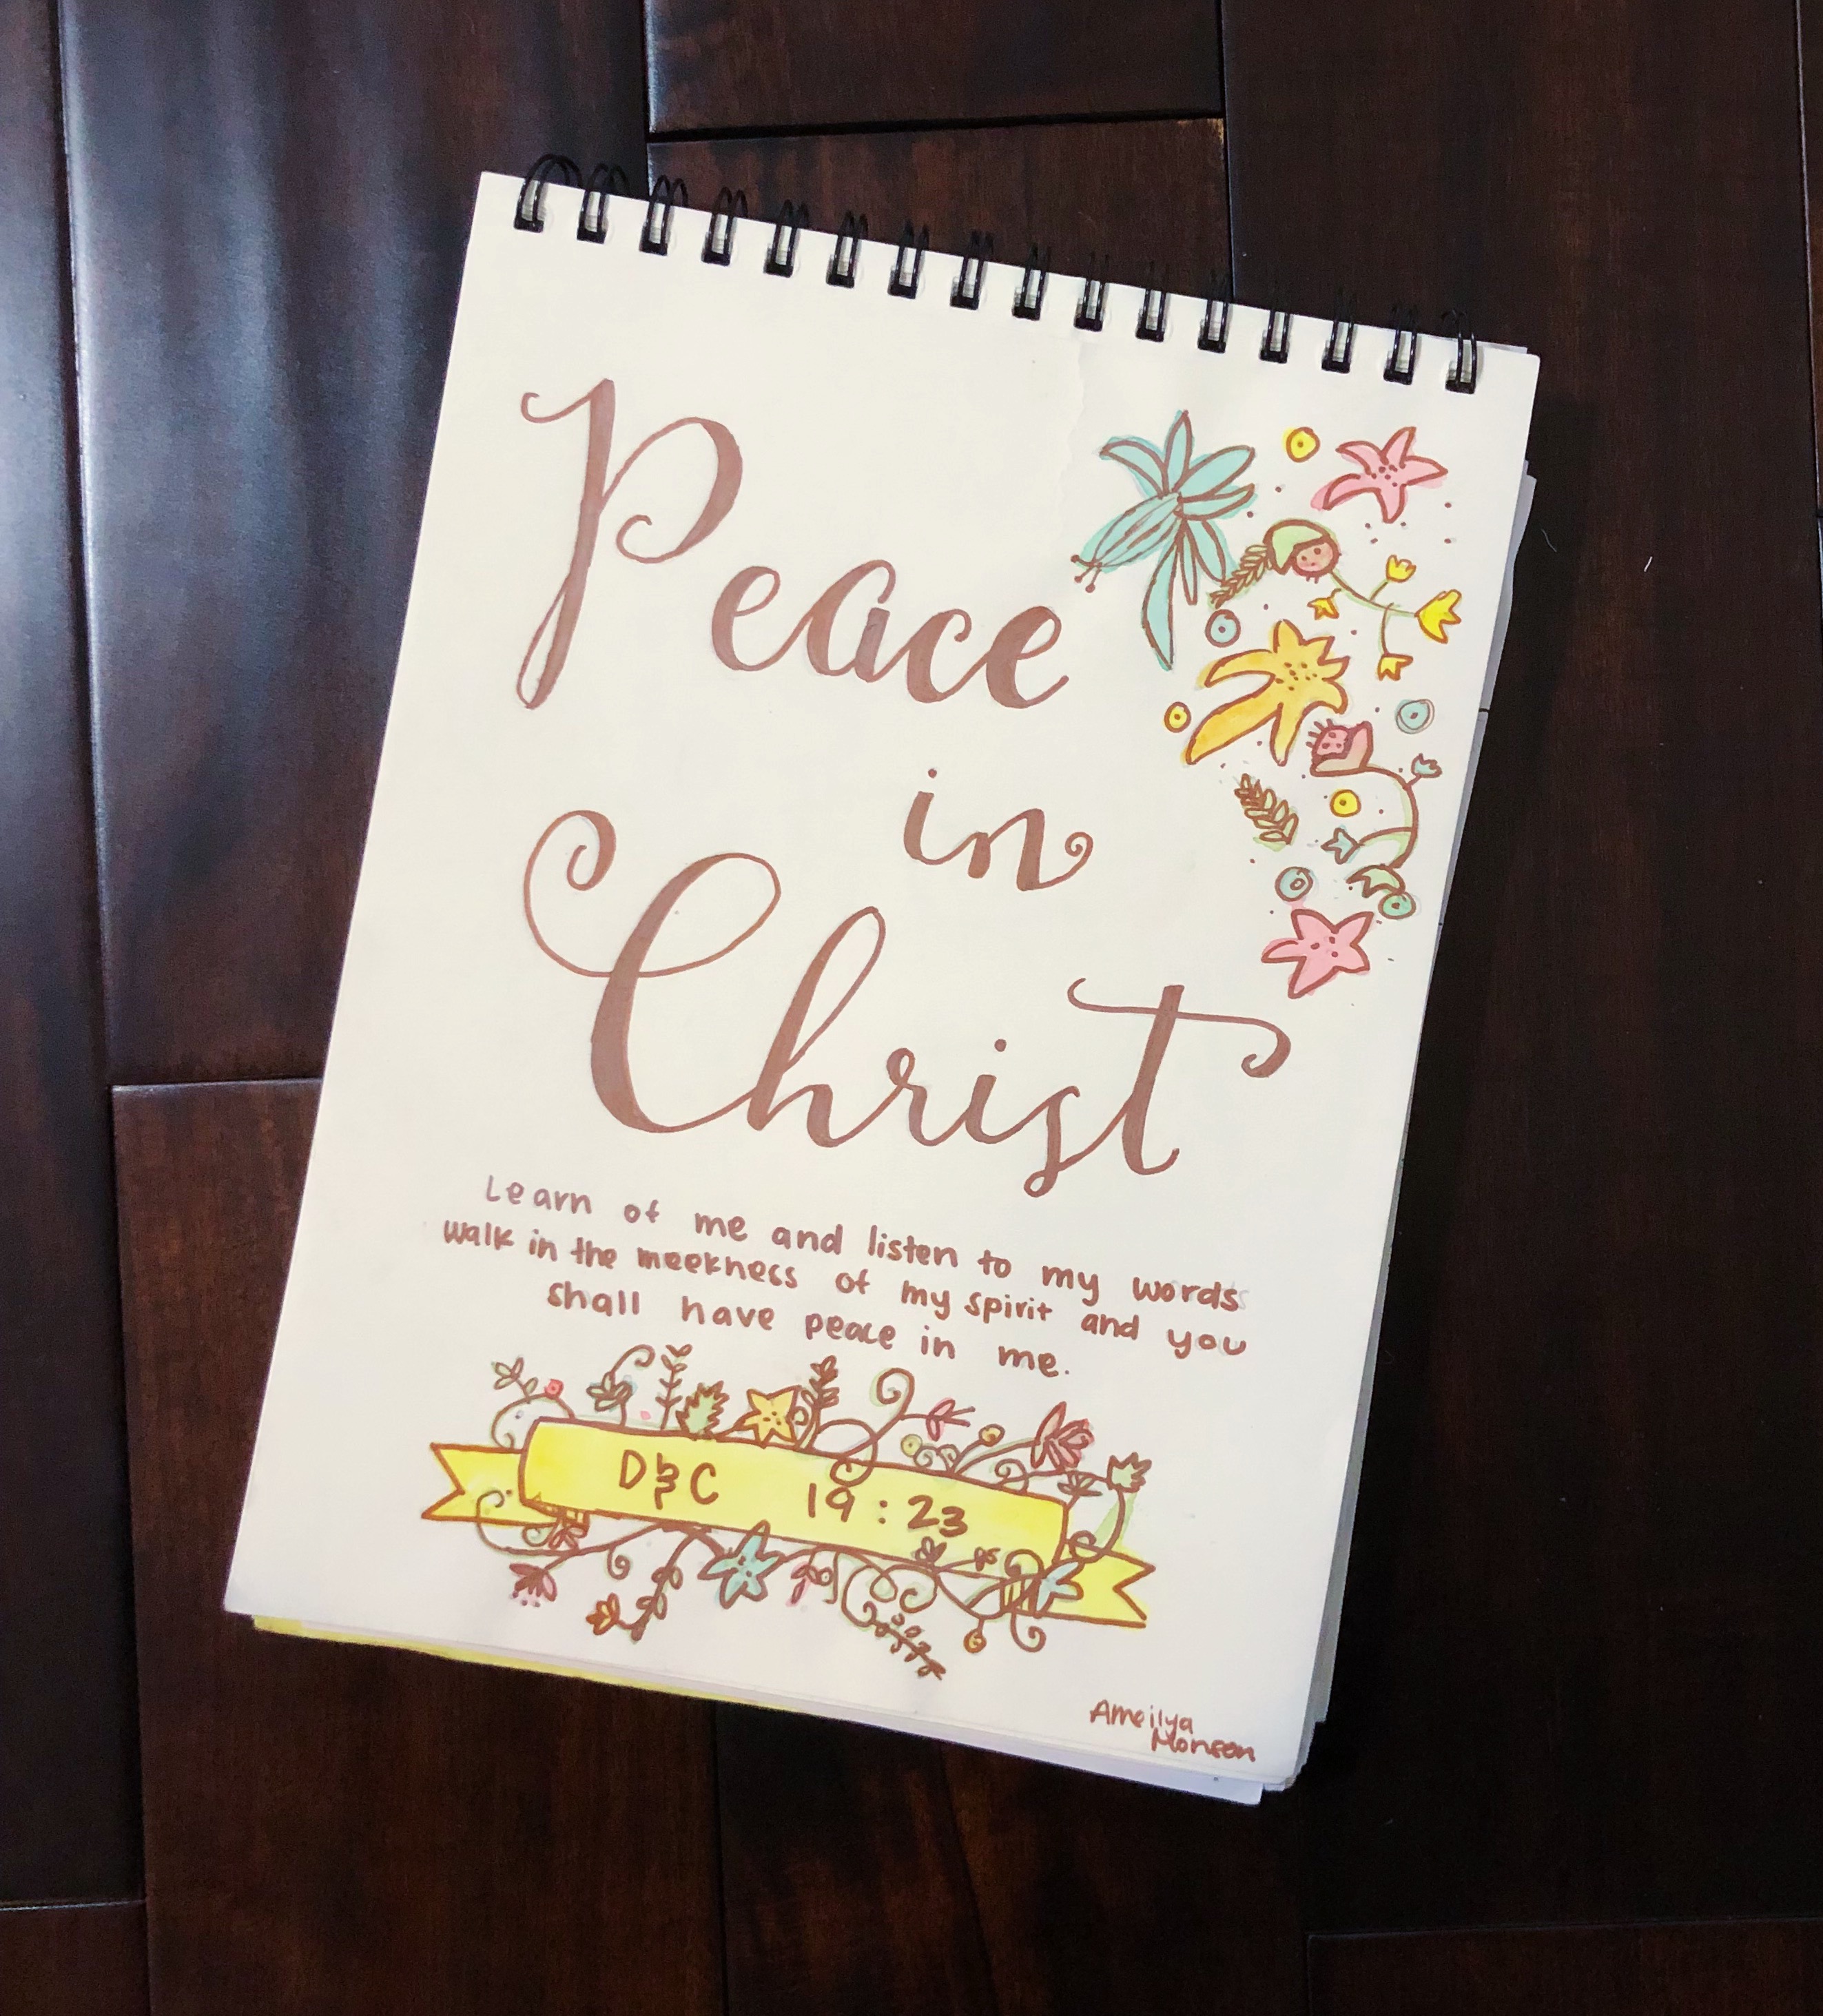 Peace
in
Christ
Learn of me and listen to my words
walk in the meekness of my spirit and you
shall have peace in me.
D&C 19:23
Ameilya
Monson